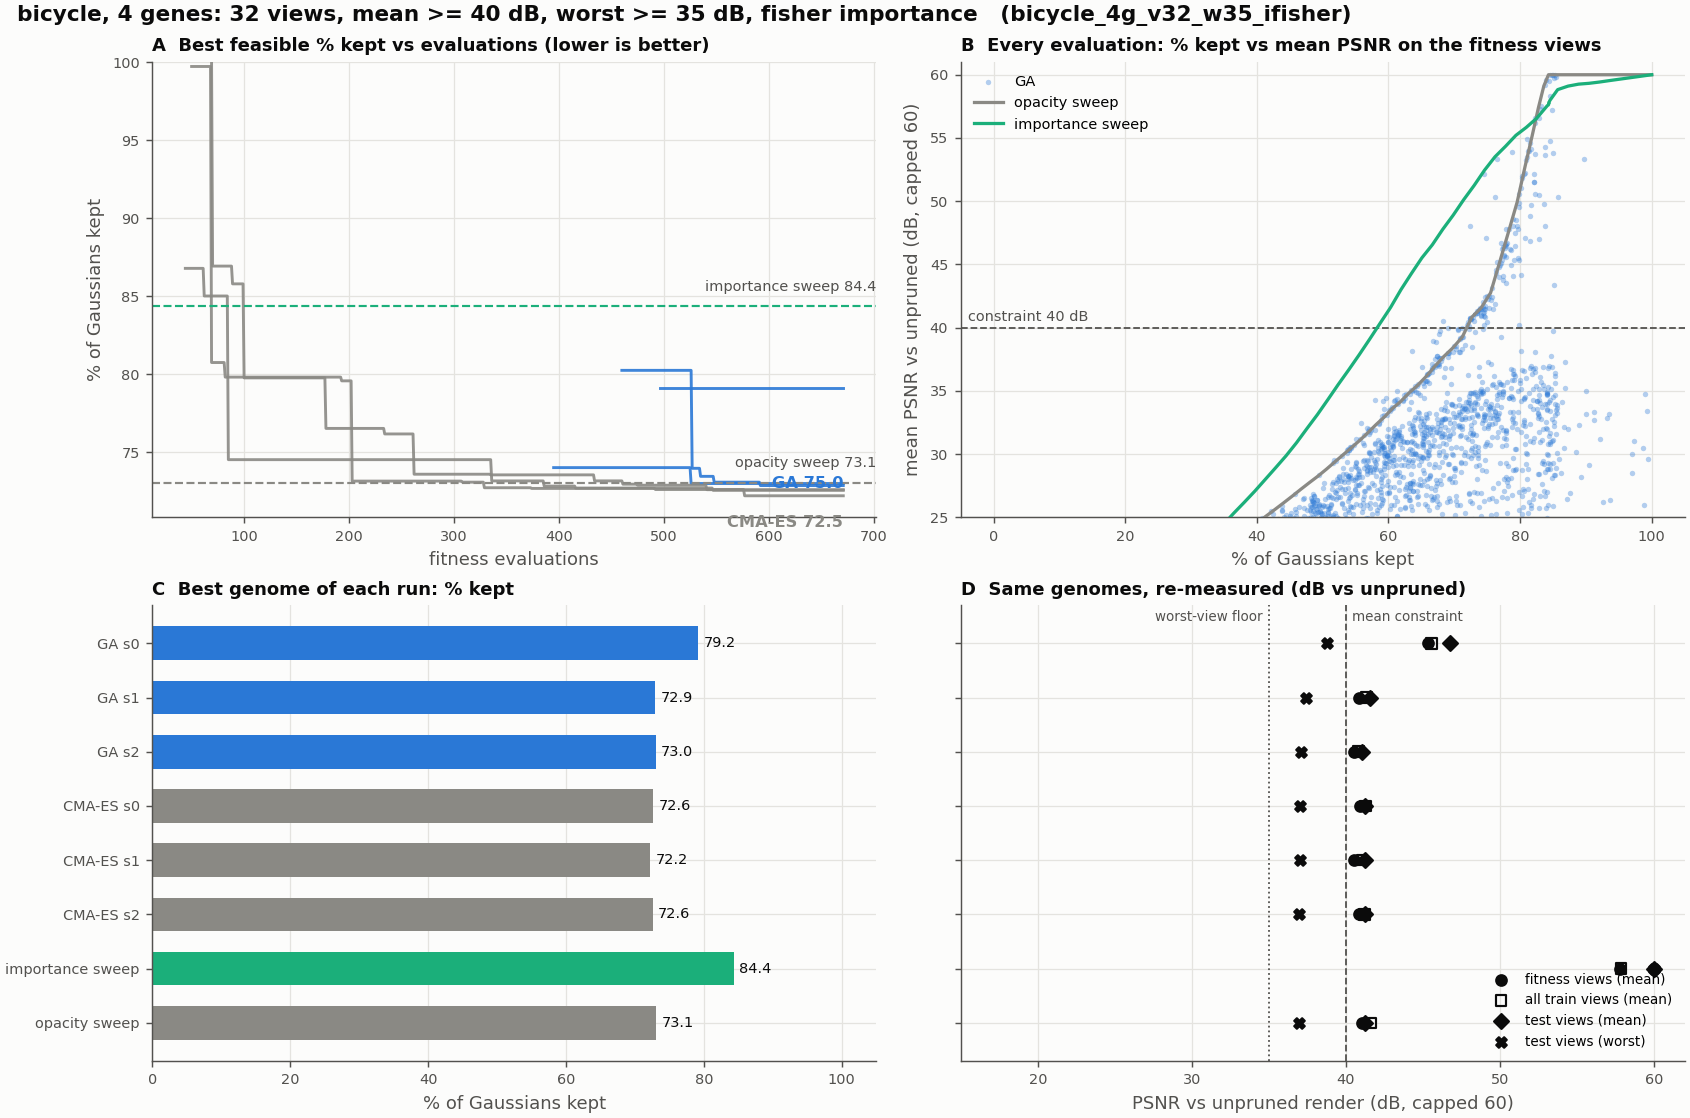 bicycle, 4 genes: 32 views, mean >= 40 dB, worst >= 35 dB, fisher importance (bicycle_4g_v32_w35_ifisher)
A Best feasible % kept vs evaluations (lower is better)
100
95
90
85
80
75
% of Gaussians kept
importance sweep 84.4
opacity sweep 73.1
GA 75.0
CMA-ES 72.5
100 200 300 400 500 600 700
fitness evaluations
B Every evaluation: % kept vs mean PSNR on the fitness views
GA
opacity sweep
importance sweep
60
55
50
45
40
35
30
25
mean PSNR vs unpruned (dB, capped 60)
constraint 40 dB
0 20 40 60 80 100
% of Gaussians kept
C Best genome of each run: % kept
GA s0 79.2
GA s1 72.9
GA s2 73.0
CMA-ES s0 72.6
CMA-ES s1 72.2
CMA-ES s2 72.6
importance sweep 84.4
opacity sweep 73.1
0 20 40 60 80 100
% of Gaussians kept
D Same genomes, re-measured (dB vs unpruned)
worst-view floor mean constraint
fitness views (mean)
all train views (mean)
test views (mean)
test views (worst)
20 30 40 50 60
PSNR vs unpruned render (dB, capped 60)